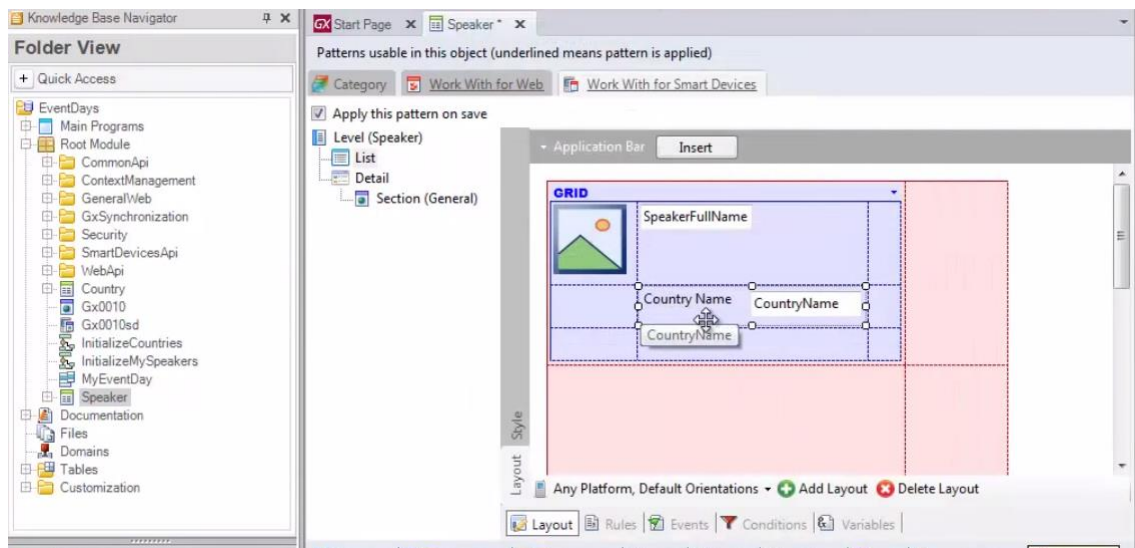 Knowledge Base Navigator
Folder View
+ Quick Access
EventDays
Main Programs
Root Module
CommonApi
ContextManagement
GeneralWeb
GxSynchronization
Security
SmartDevicesApi
WebApi
Country
Gx0010
Gx0010sd
InitializeCountries
InitializeMySpeakers
MyEventDay
Speaker
Documentation
Files
Domains
Tables
Customization
GX Start Page X Speaker * X
Patterns usable in this object (underlined means pattern is applied)
Category Work With for Web Work With for Smart Devices
Apply this pattern on save
Level (Speaker)
List
Detail
Section (General)
Application Bar Insert
GRID
SpeakerFullName
Country Name CountryName
CountryName
Style
Layout
Any Platform, Default Orientations Add Layout Delete Layout
Layout Rules Events Conditions Variables